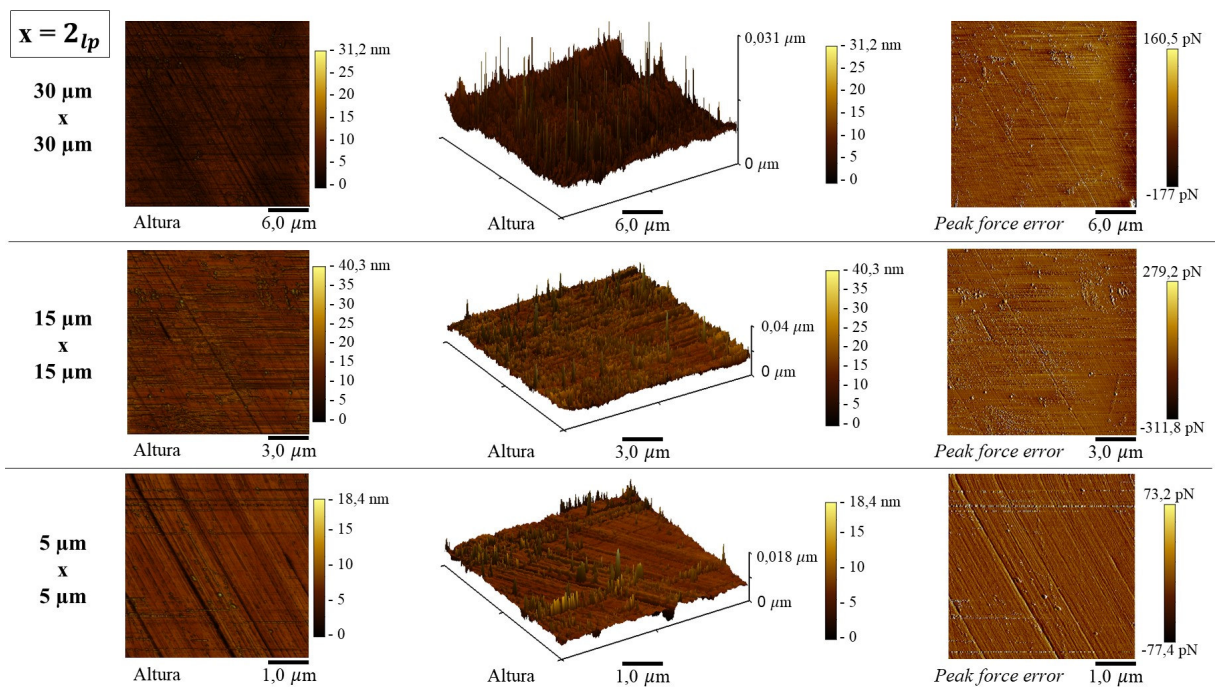 x = 2lp
30 µm
x
30 µm
- 31,2 nm
- 25
- 20
- 15
- 10
- 5
- 0
Altura
6,0 µm
0,031 µm
0 µm
6,0 µm
- 31,2 nm
- 25
- 20
- 15
- 10
- 5
- 0
160,5 pN
-177 pN
Peak force error
6,0 µm
15 µm
x
15 µm
- 40,3 nm
- 35
- 30
- 25
- 20
- 15
- 10
- 5
- 0
Altura
3,0 µm
0,04 µm
0 µm
Altura
3,0 µm
- 40,3 nm
- 35
- 30
- 25
- 20
- 15
- 10
- 5
- 0
279,2 pN
-311,8 pN
Peak force error
3,0 µm
5 µm
x
5 µm
- 18,4 nm
- 15
- 10
- 5
- 0
Altura
1,0 µm
0,018 µm
0 µm
Altura
1,0 µm
- 18,4 nm
- 15
- 10
- 5
- 0
73,2 pN
-77,4 pN
Peak force error
1,0 µm